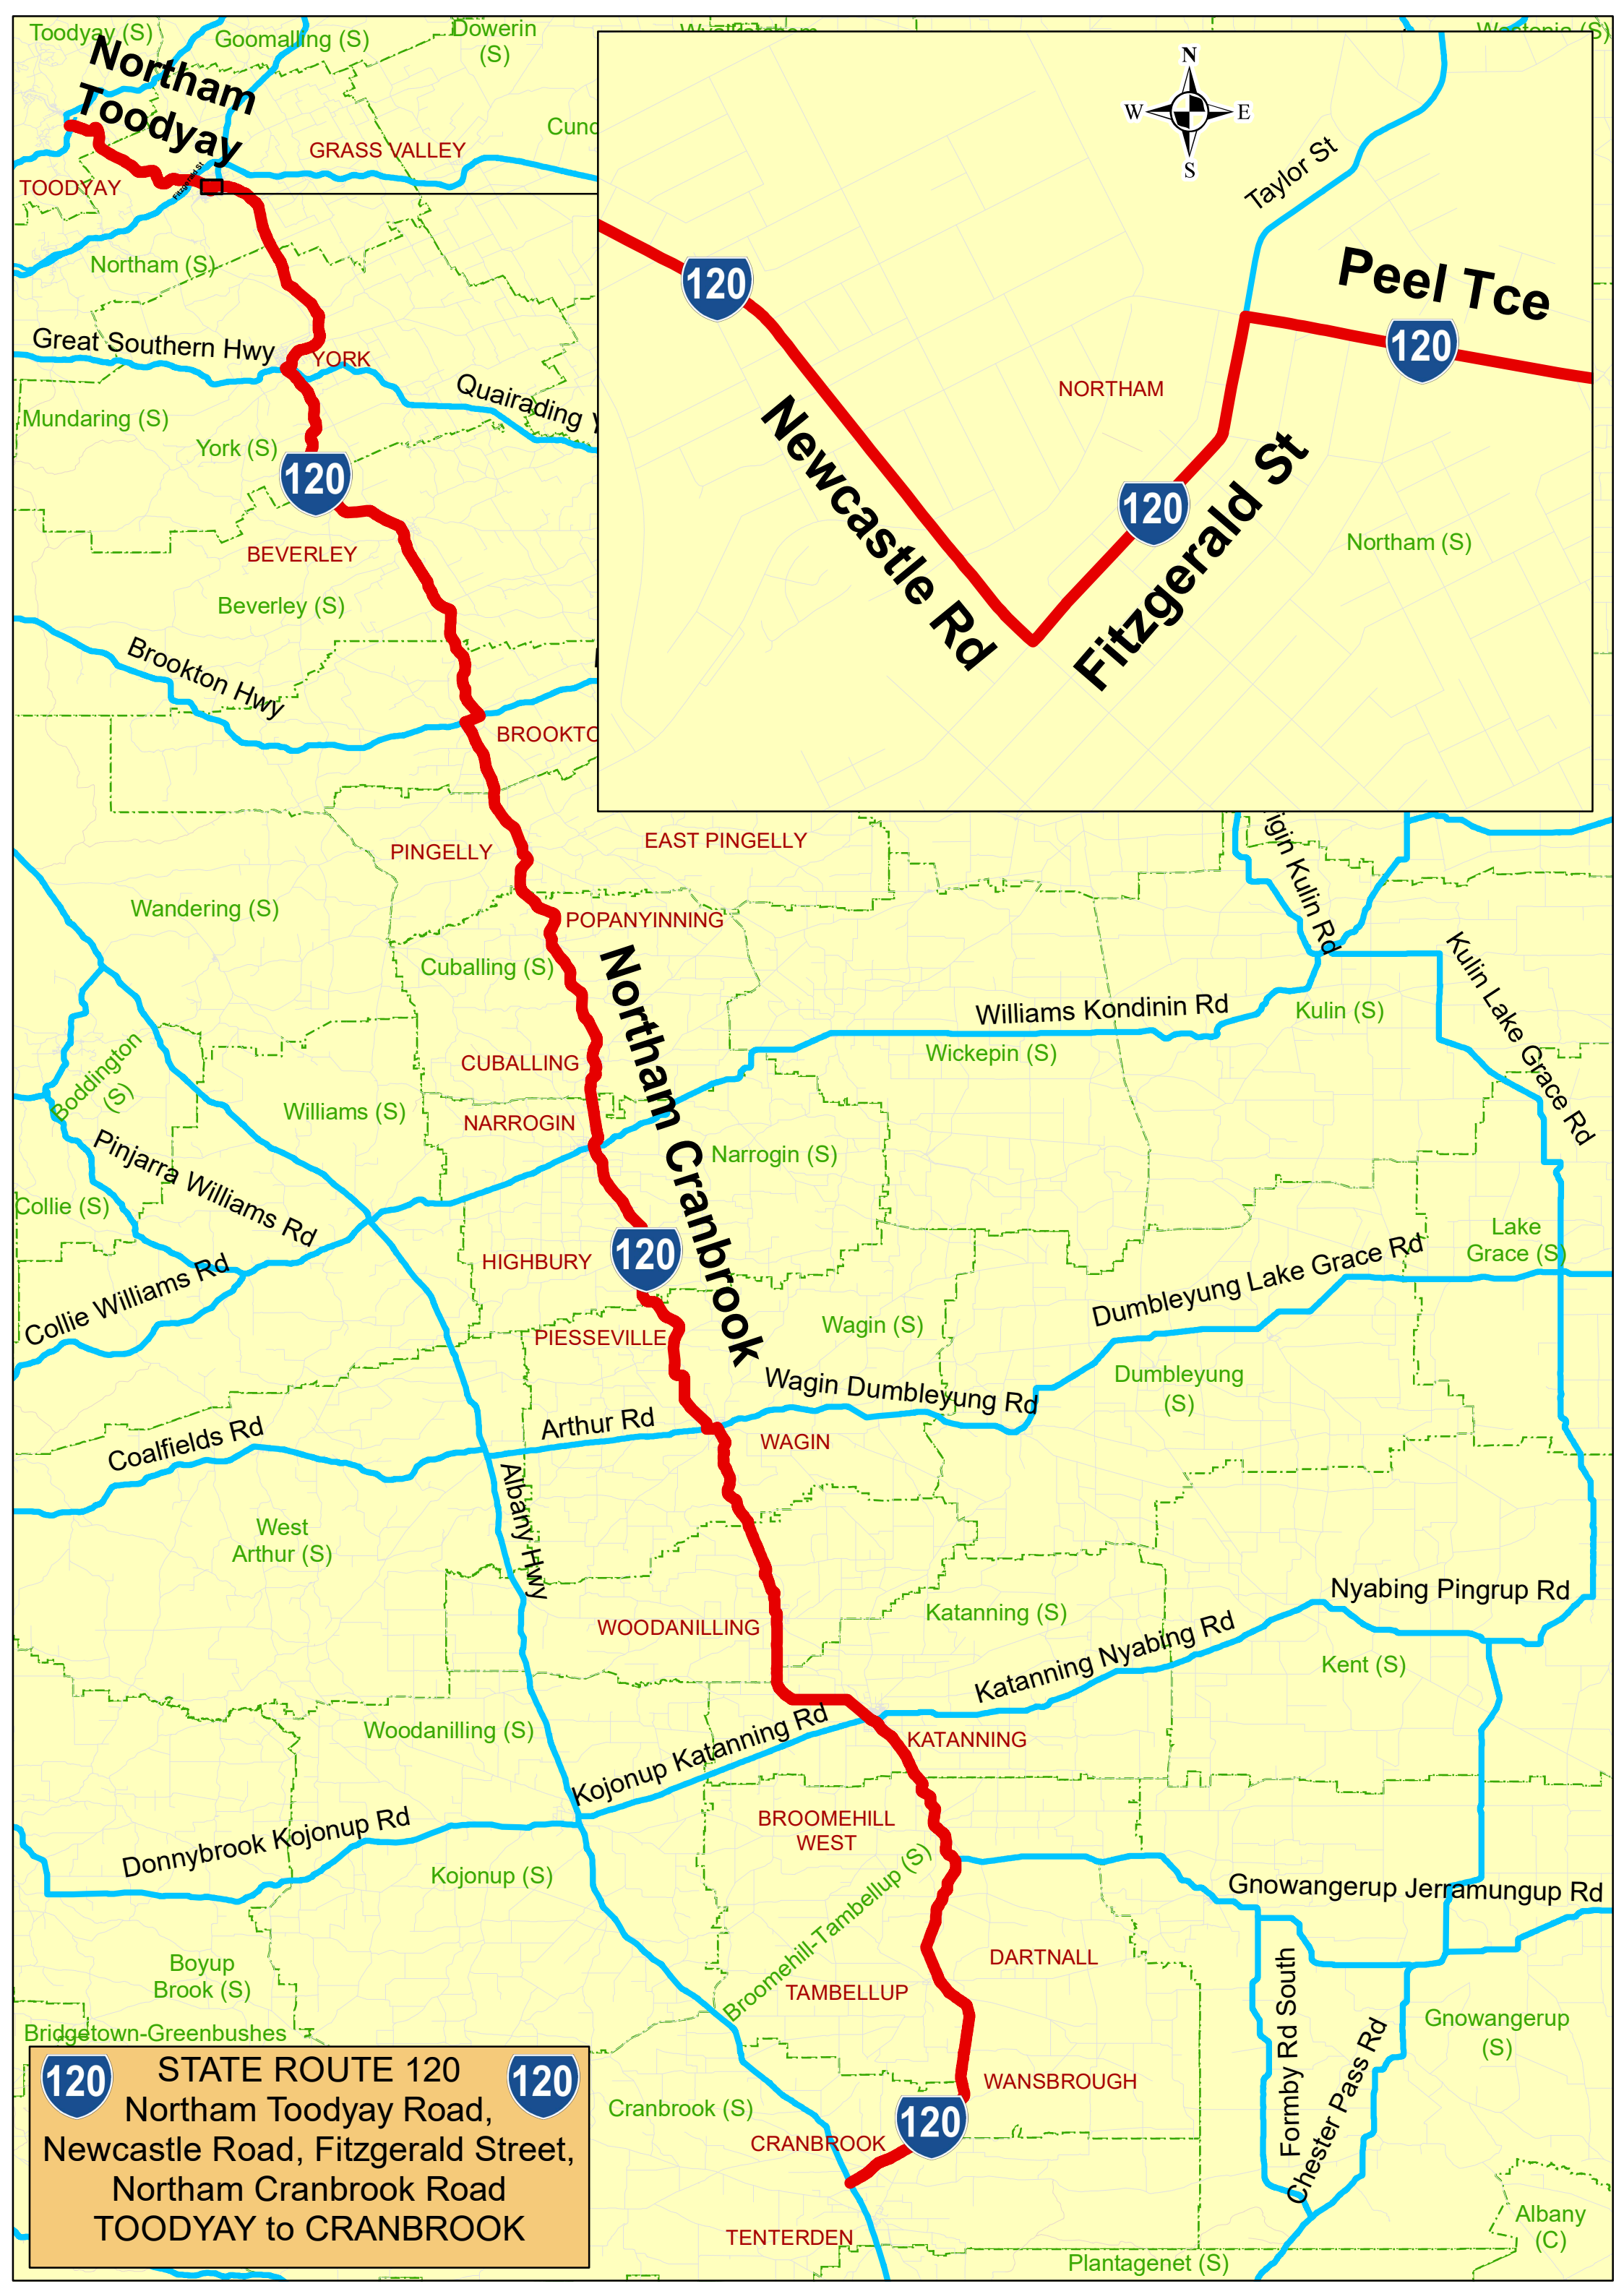 Toodyay (S)
Goomalling (S)
Dowerin
(S)
Westonia (S)
Northam
Toodyay
Cunc
GRASS VALLEY
TOODYAY
Fitzgerald St
Northam (S)
Great Southern Hwy
YORK
Mundaring (S)
Quairading Y
York (S)
120
BEVERLEY
Beverley (S)
Brookton Hwy
BROOKTO
N
W
E
S
Taylor St
120
Peel Tce
120
NORTHAM
Newcastle Rd
120
Fitzgerald St
Northam (S)
PINGELLY
EAST PINGELLY
igin Kulin Rd
Wandering (S)
POPANYINNING
Cuballing (S)
Kulin Lake Grace Rd
Northam Cranbrook
Williams Kondinin Rd
Kulin (S)
Wickepin (S)
CUBALLING
Boddington
(S)
Williams (S)
NARROGIN
Narrogin (S)
Pinjarra Williams Rd
Collie (S)
Lake
Grace (S)
HIGHBURY
120
Collie Williams Rd
Dumbleyung Lake Grace Rd
PIESSEVILLE
Wagin (S)
Wagin Dumbleyung Rd
Dumbleyung
(S)
Arthur Rd
Coalfields Rd
WAGIN
Albany Hwy
West
Arthur (S)
Nyabing Pingrup Rd
Katanning (S)
WOODANILLING
Katanning Nyabing Rd
Kent (S)
Woodanilling (S)
Kojonup Katanning Rd
KATANNING
BROOMEHILL
WEST
Donnybrook Kojonup Rd
Kojonup (S)
Broomehill-Tambellup (S)
Gnowangerup Jerramungup Rd
DARTNALL
Boyup
Brook (S)
TAMBELLUP
Formby Rd South
Chester Pass Rd
Gnowangerup
(S)
Bridgetown-Greenbushes
WANSBROUGH
Cranbrook (S)
120
CRANBROOK
TENTERDEN
Albany
(C)
Plantagenet (S)
120
120
STATE ROUTE 120
Northam Toodyay Road,
Newcastle Road, Fitzgerald Street,
Northam Cranbrook Road
TOODYAY to CRANBROOK